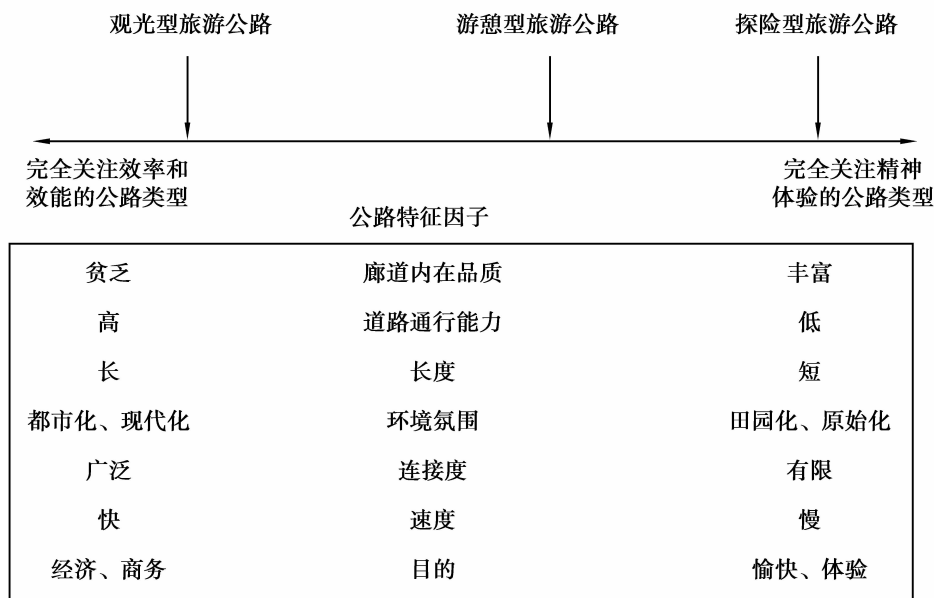 观光型旅游公路 游憩型旅游公路 探险型旅游公路
完全关注效率和 完全关注精神
效能的公路类型 体验的公路类型
公路特征因子
贫乏 廊道内在品质 丰富
高 道路通行能力 低
长 长度 短
都市化、现代化 环境氛围 田园化、原始化
广泛 连接度 有限
快 速度 慢
经济、商务 目的 愉快、体验